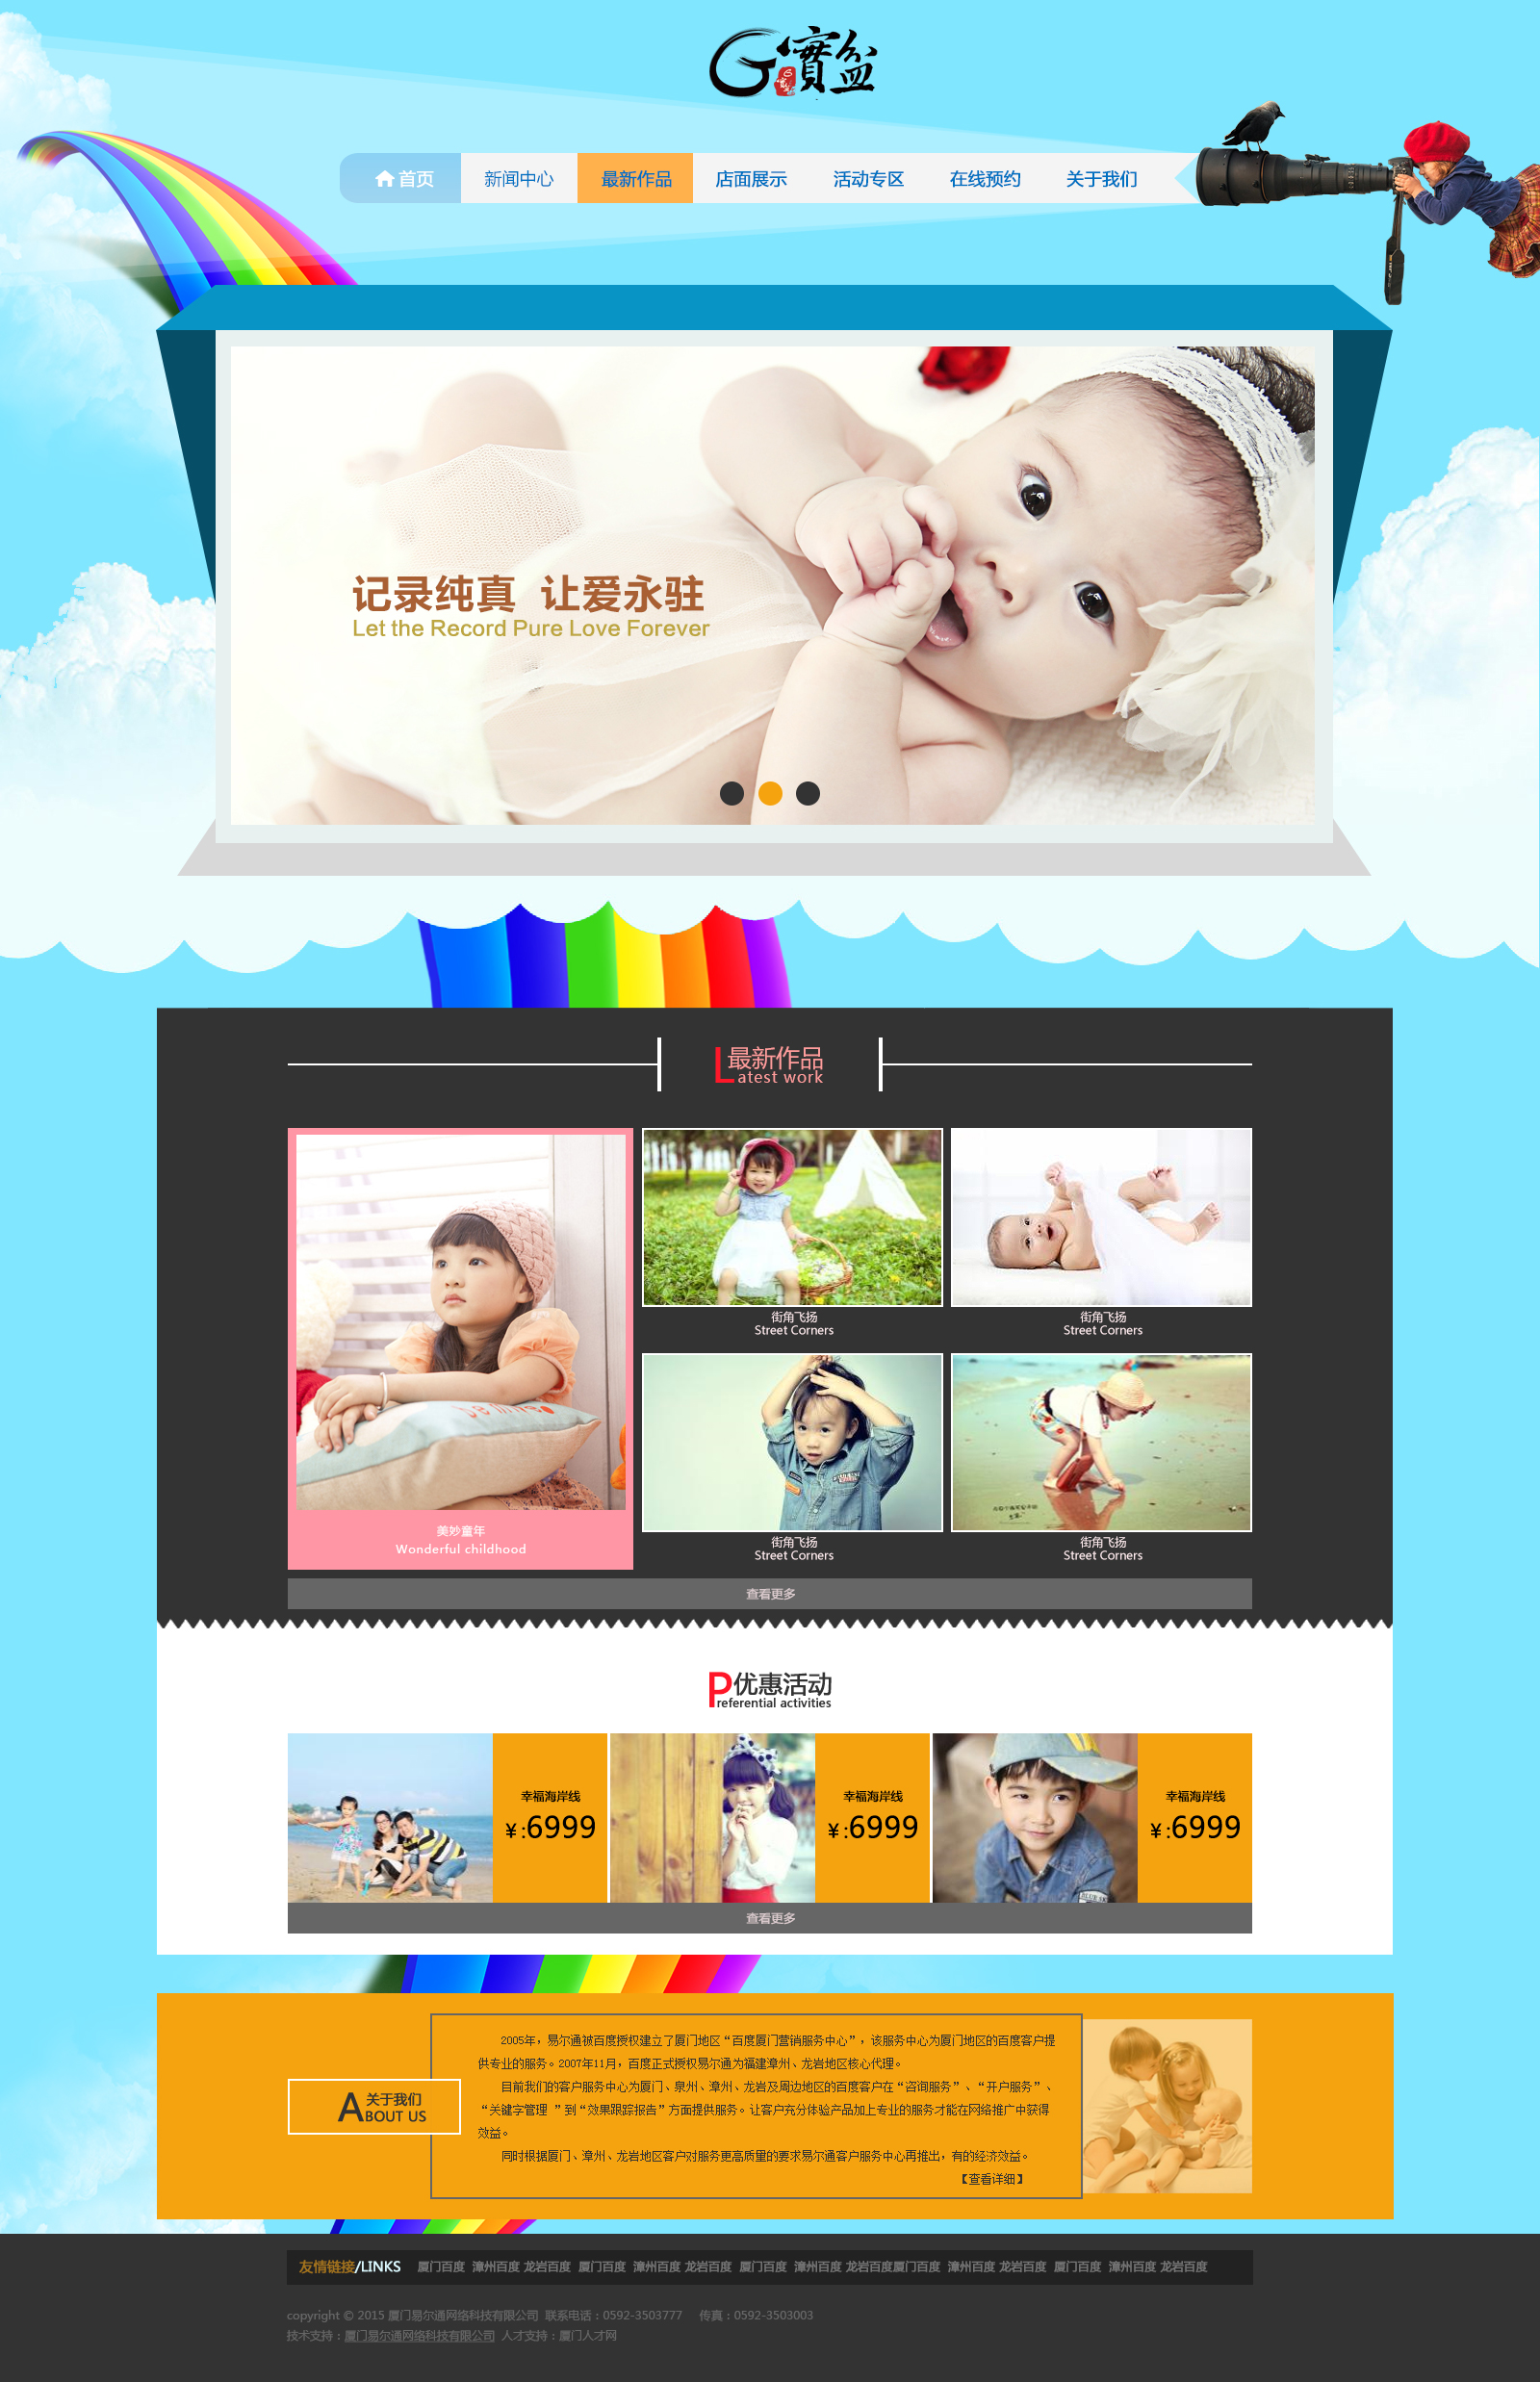 G 實盆
首页 新闻中心 最新作品 店面展示 活动专区 在线预约 关于我们
记录纯真 让爱永驻
Let the Record Pure Love Forever
最新作品
Latest work
街角飞扬
Street Corners
街角飞扬
Street Corners
美妙童年
Wonderful childhood
街角飞扬
Street Corners
街角飞扬
Street Corners
查看更多
优惠活动
Preferential activities
幸福海岸线
¥:6999
幸福海岸线
¥:6999
幸福海岸线
¥:6999
查看更多
关于我们
ABOUT US
2005年，易尔通被百度授权建立了厦门地区“百度厦门营销服务中心”，该服务中心为厦门地区的百度客户提
供专业的服务。2007年11月，百度正式授权易尔通为福建漳州、龙岩地区核心代理。
目前我们的客户服务中心为厦门、泉州、漳州、龙岩及周边地区的百度客户在“咨询服务”、“开户服务”、
“关键字管理 ”到“效果跟踪报告”方面提供服务。让客户充分体验产品加上专业的服务才能在网络推广中获得
效益。
同时根据厦门、漳州、龙岩地区客户对服务更高质量的要求易尔通客户服务中心再推出，有的经济效益。
【查看详细】
友情链接/LINKS 厦门百度 漳州百度 龙岩百度 厦门百度 漳州百度 龙岩百度 厦门百度 漳州百度 龙岩百度厦门百度 漳州百度 龙岩百度 厦门百度 漳州百度 龙岩百度
copyright © 2015 厦门易尔通网络科技有限公司 联系电话：0592-3503777 传真：0592-3503003
技术支持：厦门易尔通网络科技有限公司 人才支持：厦门人才网